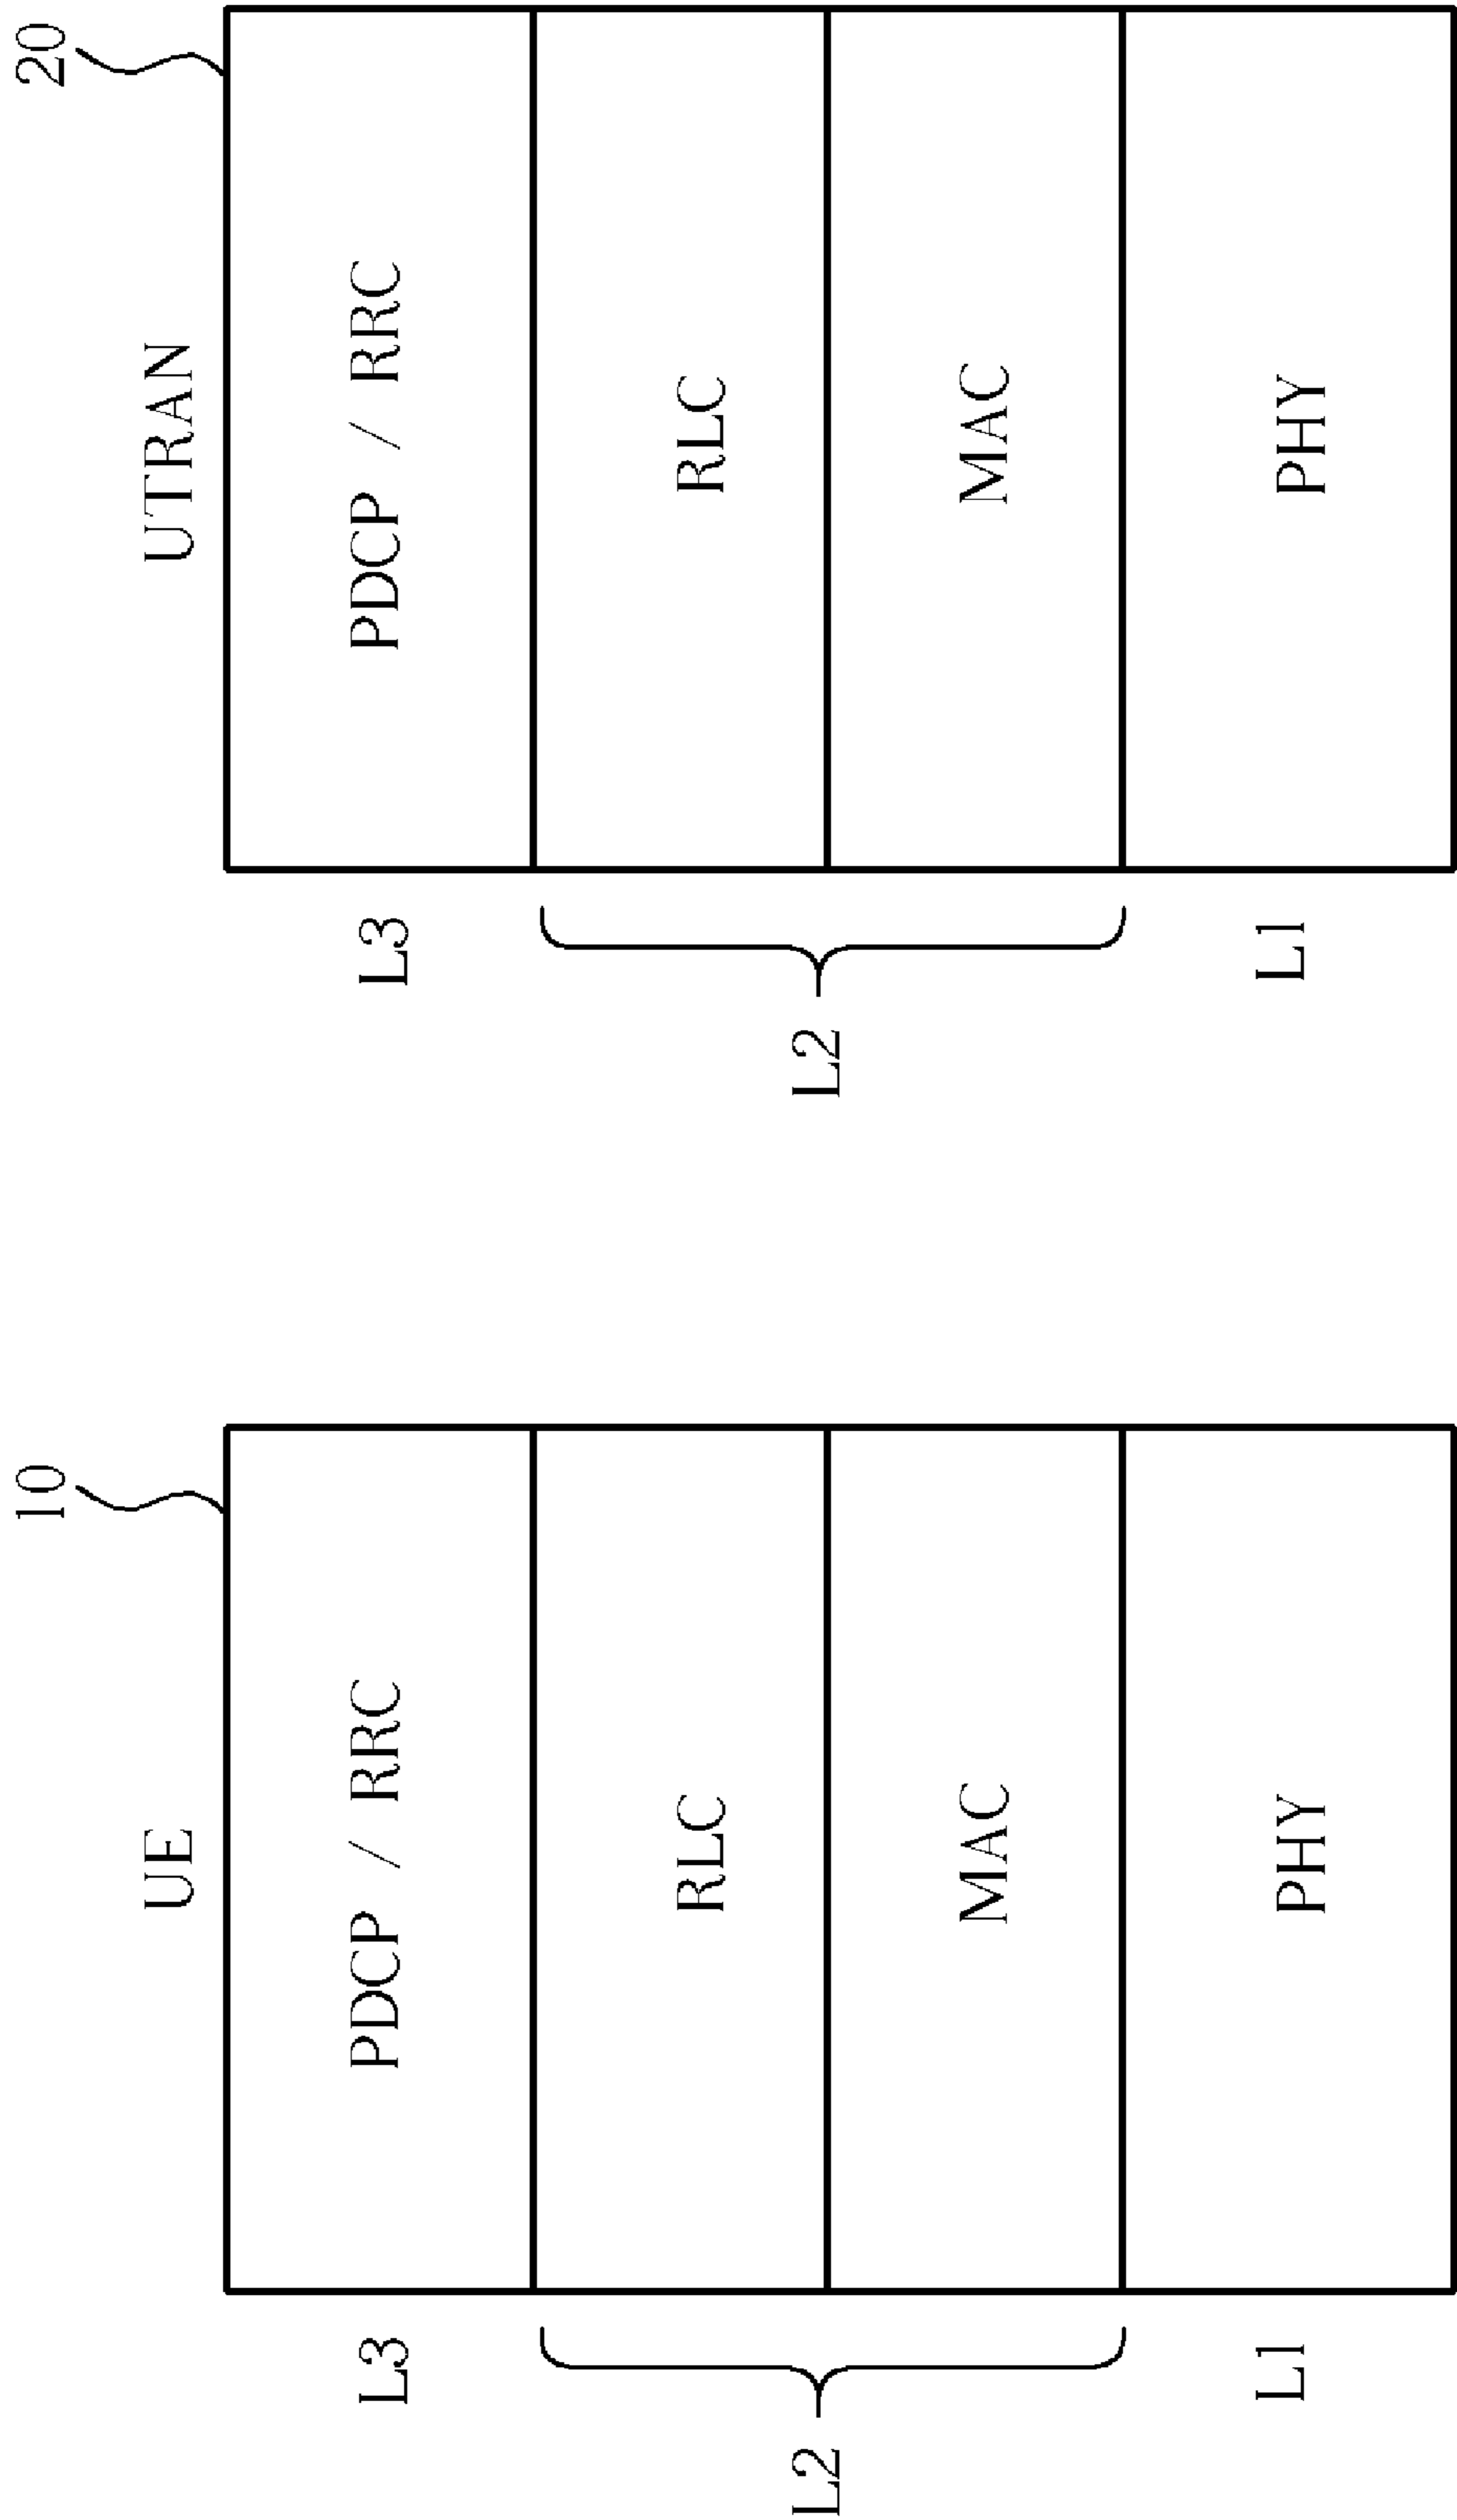 10
UE
L3
PDCP / RRC
L2
RLC
MAC
L1
PHY
20
UTRAN
L3
PDCP / RRC
L2
RLC
MAC
L1
PHY